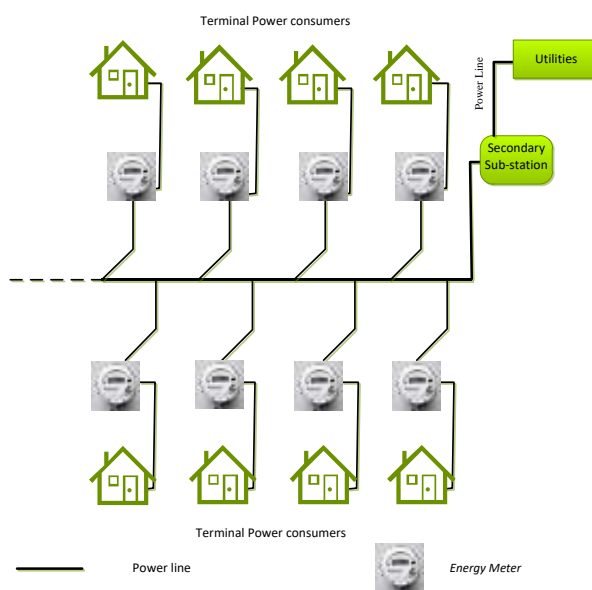 Terminal Power consumers
Utilities
Power Line
Secondary
Sub-station
Terminal Power consumers
Power line
Energy Meter